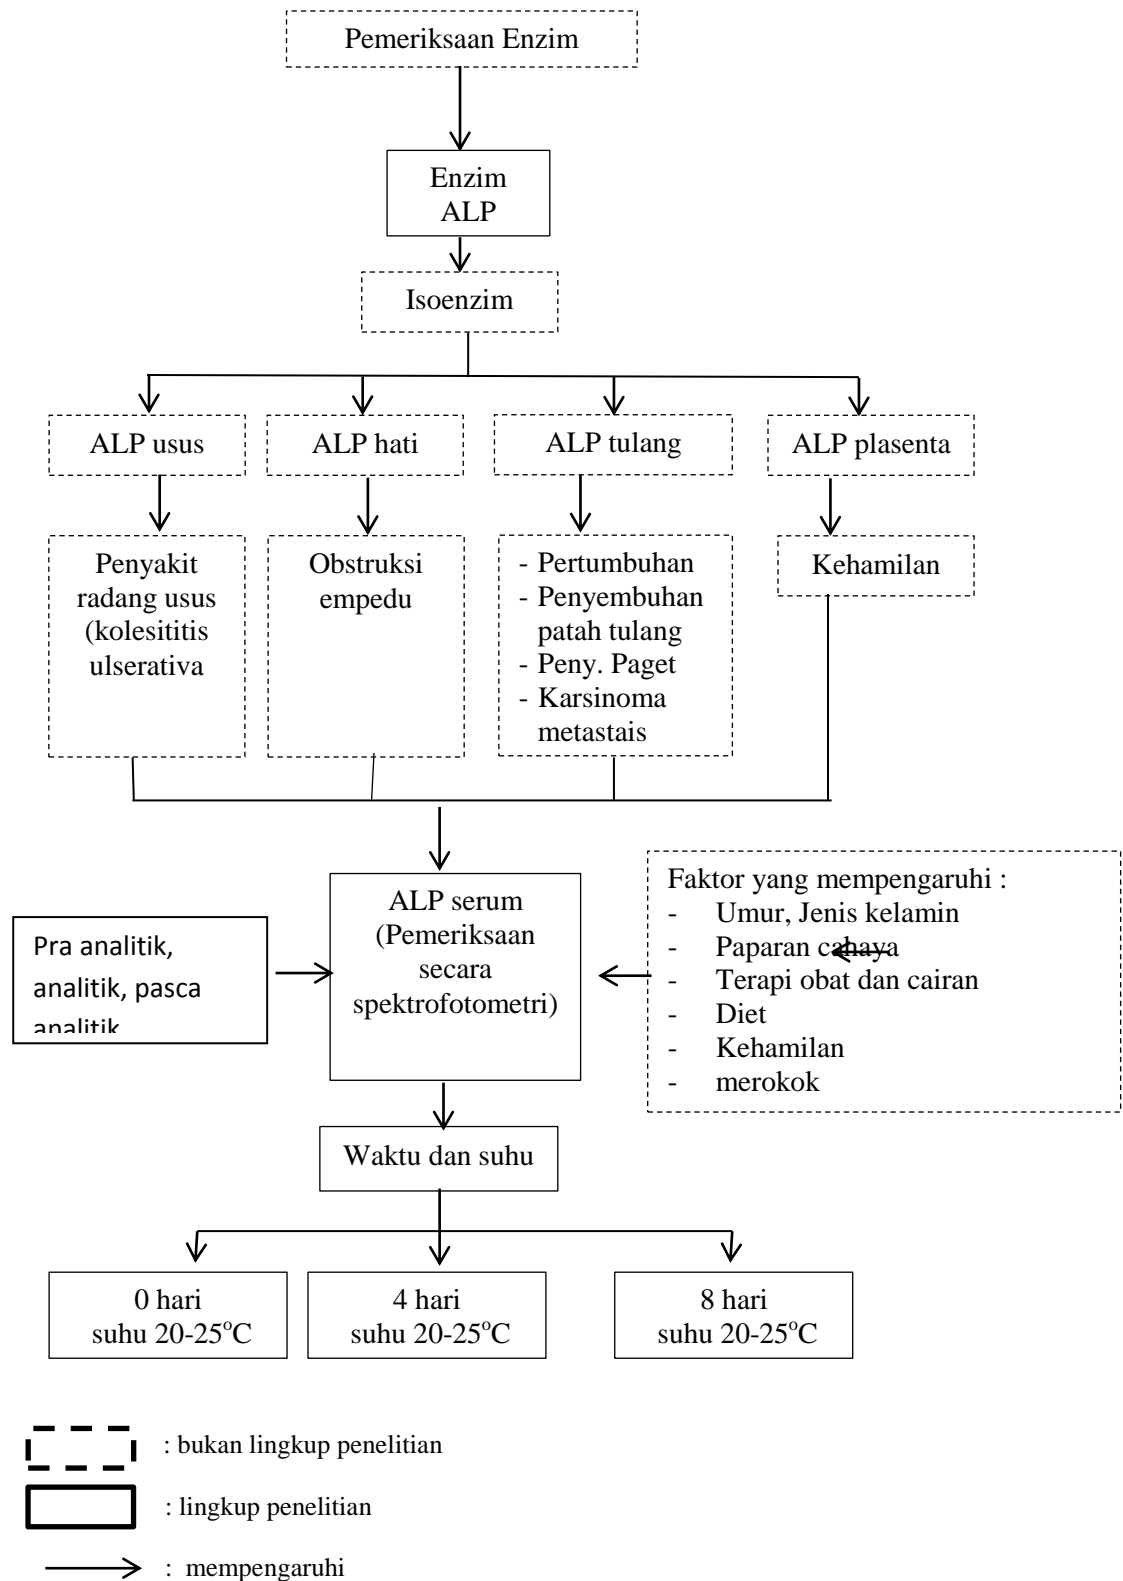 Pemeriksaan Enzim
Enzim
ALP
Isoenzim
ALP usus
ALP hati
ALP tulang
ALP plasenta
Penyakit
radang usus
(kolesititis
ulserativa
Obstruksi
empedu
- Pertumbuhan
- Penyembuhan
patah tulang
- Peny. Paget
- Karsinoma
metastais
Kehamilan
Pra analitik,
analitik, pasca
analitik
ALP serum
(Pemeriksaan
secara
spektrofotometri)
Faktor yang mempengaruhi :
- Umur, Jenis kelamin
- Paparan cahaya
- Terapi obat dan cairan
- Diet
- Kehamilan
- merokok
Waktu dan suhu
0 hari
suhu 20-25°C
4 hari
suhu 20-25°C
8 hari
suhu 20-25°C
: bukan lingkup penelitian
: lingkup penelitian
: mempengaruhi